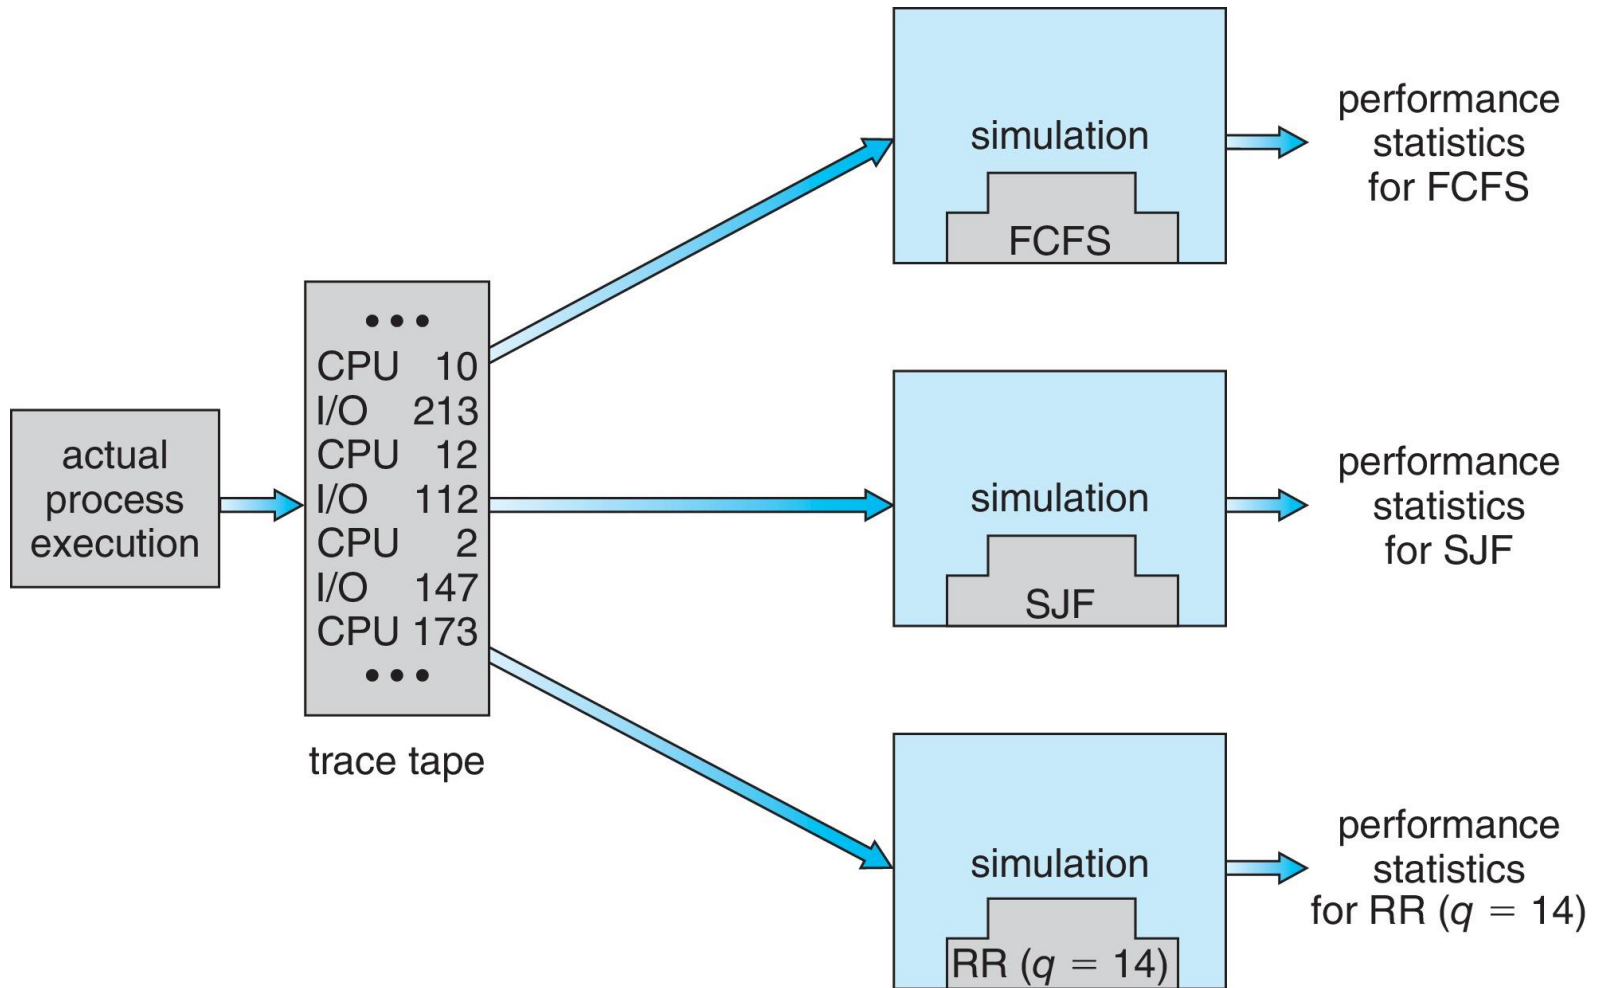 actual
process
execution
• • •
CPU 10
I/O 213
CPU 12
I/O 112
CPU 2
I/O 147
CPU 173
• • •
trace tape
simulation
FCFS
performance
statistics
for FCFS
simulation
SJF
performance
statistics
for SJF
simulation
RR (q = 14)
performance
statistics
for RR (q = 14)